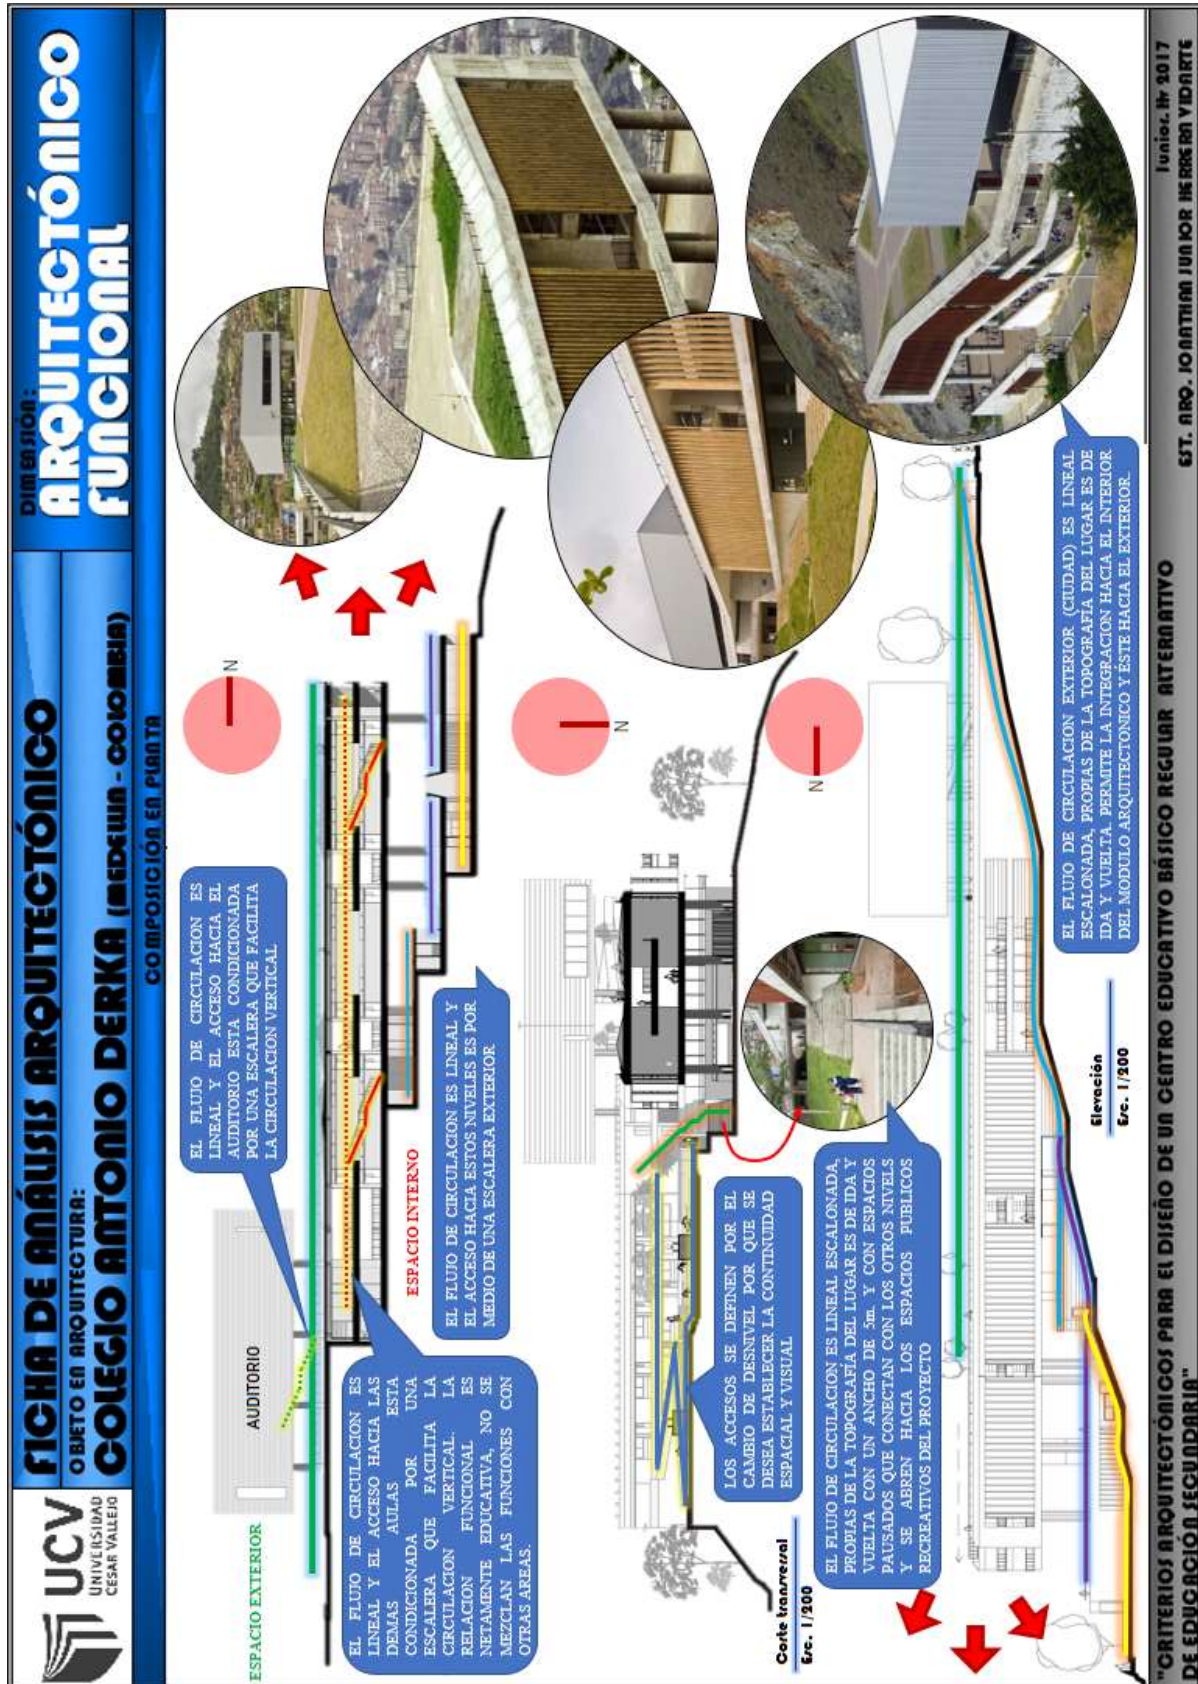 UCV
UNIVERSIDAD
CESAR VALLEJO
FICHA DE ANÁLISIS ARQUITECTÓNICO
OBJETO EN ARQUITECTURA:
COLEGIO ANTONIO DERKA (MEDELLIN - COLOMBIA)
DIMENSIÓN:
ARQUITECTÓNICO
FUNCIONAL
COMPOSICIÓN EN PLANTA
ESPACIO EXTERIOR
AUDITORIO
EL FLUJO DE CIRCULACION ES
LINEAL Y EL ACCESO HACIA EL
AUDITORIO ESTA CONDICIONADA
POR UNA ESCALERA QUE FACILITA
LA CIRCULACION VERTICAL
N
EL FLUJO DE CIRCULACION ES
LINEAL Y EL ACCESO HACIA LAS
DEMAS AULAS ESTA
CONDICIONADA POR UNA
ESCALERA QUE FACILITA LA
CIRCULACION VERTICAL. LA
RELACION FUNCIONAL ES
NETAMENTE EDUCATIVA, NO SE
MEZCLAN LAS FUNCIONES CON
OTRAS AREAS.
ESPACIO INTERNO
EL FLUJO DE CIRCULACION ES LINEAL Y
EL ACCESO HACIA ESTOS NIVELES ES POR
MEDIO DE UNA ESCALERA EXTERIOR
N
LOS ACCESOS SE DEFINEN POR EL
CAMBIO DE DESNIVEL POR QUE SE
DESEA ESTABLECER LA CONTINUIDAD
ESPACIAL Y VISUAL
Corte transversal
Esc. 1/200
EL FLUJO DE CIRCULACION ES LINEAL ESCALONADA,
PROPIAS DE LA TOPOGRAFÍA DEL LUGAR ES DE IDA Y
VUELTA CON UN ANCHO DE 5m. Y CON ESPACIOS
PAUSADOS QUE CONECTAN CON LOS OTROS NIVELS
Y SE ABREN HACIA LOS ESPACIOS PUBLICOS
RECREATIVOS DEL PROYECTO
N
EL FLUJO DE CIRCULACION EXTERIOR (CIUDAD) ES LINEAL
ESCALONADA, PROPIAS DE LA TOPOGRAFÍA DEL LUGAR ES DE
IDA Y VUELTA. PERMITE LA INTEGRACION HACIA EL INTERIOR
DEL MODULO ARQUITECTONICO Y ÉSTE HACIA EL EXTERIOR.
Elevación
Esc. 1/200
"CRITERIOS ARQUITECTÓNICOS PARA EL DISEÑO DE UN CENTRO EDUCATIVO BÁSICO REGULAR ALTERNATIVO
DE EDUCACIÓN SECUNDARIA"
Junior. Hv 2017
EST. ARQ. JONATHAN JUNIOR HERRERA VIDARTE